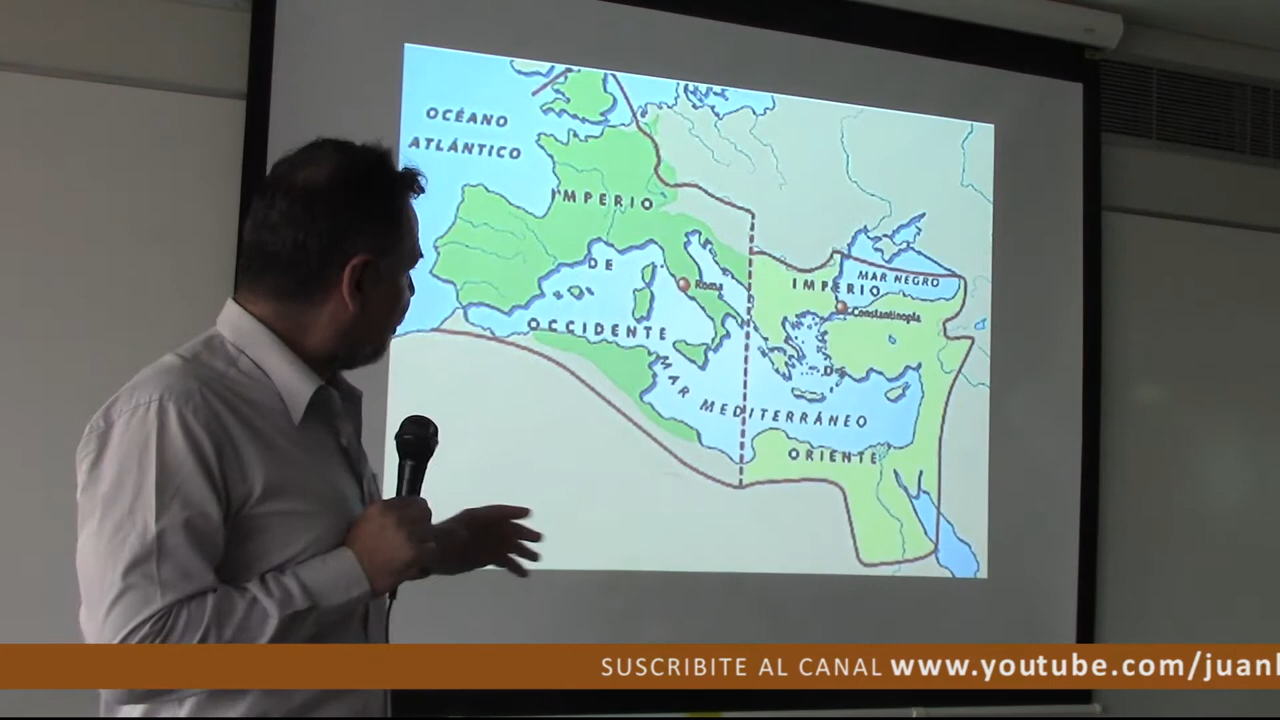 OCÉANO
ATLÁNTICO
IMPERIO
DE
OCCIDENTE
Roma
MAR NEGRO
IMPERIO
Constantinopla
DE
ORIENTE
MAR MEDITERRÁNEO
SUSCRIBITE AL CANAL www.youtube.com/juan